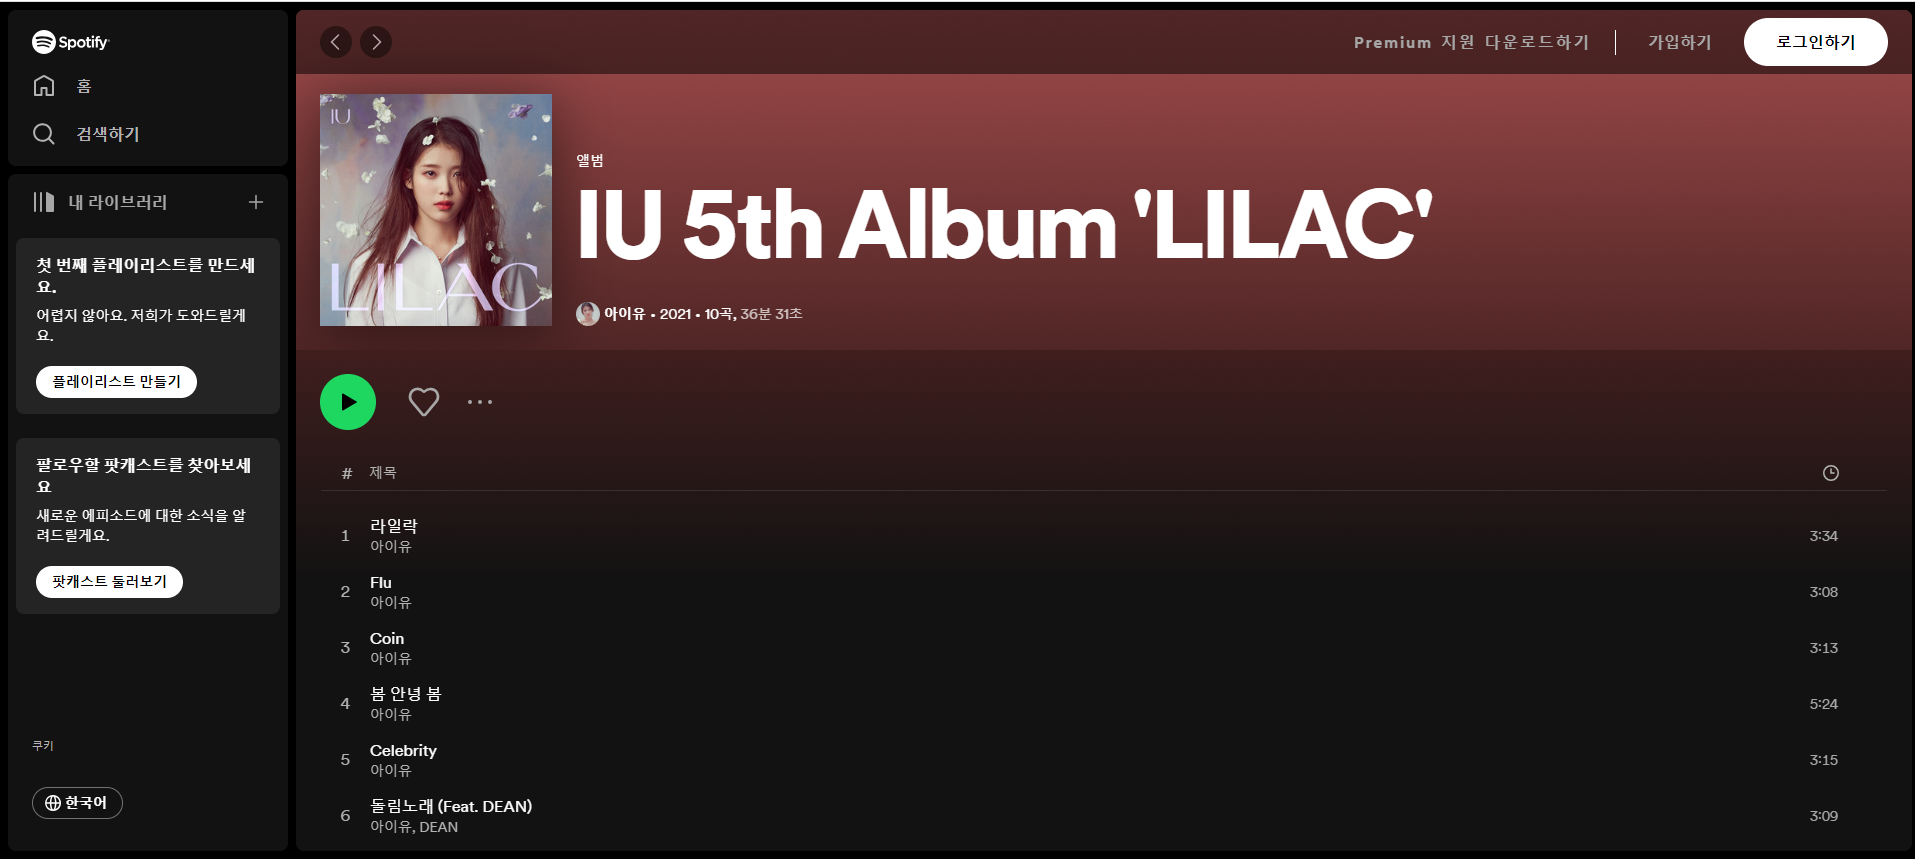 Spotify
홈
검색하기
내 라이브러리
첫 번째 플레이리스트를 만드세
요.
어렵지 않아요. 저희가 도와드릴게
요.
플레이리스트 만들기
팔로우할 팟캐스트를 찾아보세
요
새로운 에피소드에 대한 소식을 알
려드릴게요.
팟캐스트 둘러보기
쿠키
한국어
Premium 지원 다운로드하기
가입하기
로그인하기
IU
LILAC
앨범
IU 5th Album 'LILAC'
아이유 • 2021 • 10곡, 36분 31초
# 제목
1 라일락 3:34
아이유
2 Flu 3:08
아이유
3 Coin 3:13
아이유
4 봄 안녕 봄 5:24
아이유
5 Celebrity 3:15
아이유
6 돌림노래 (Feat. DEAN) 3:09
아이유, DEAN